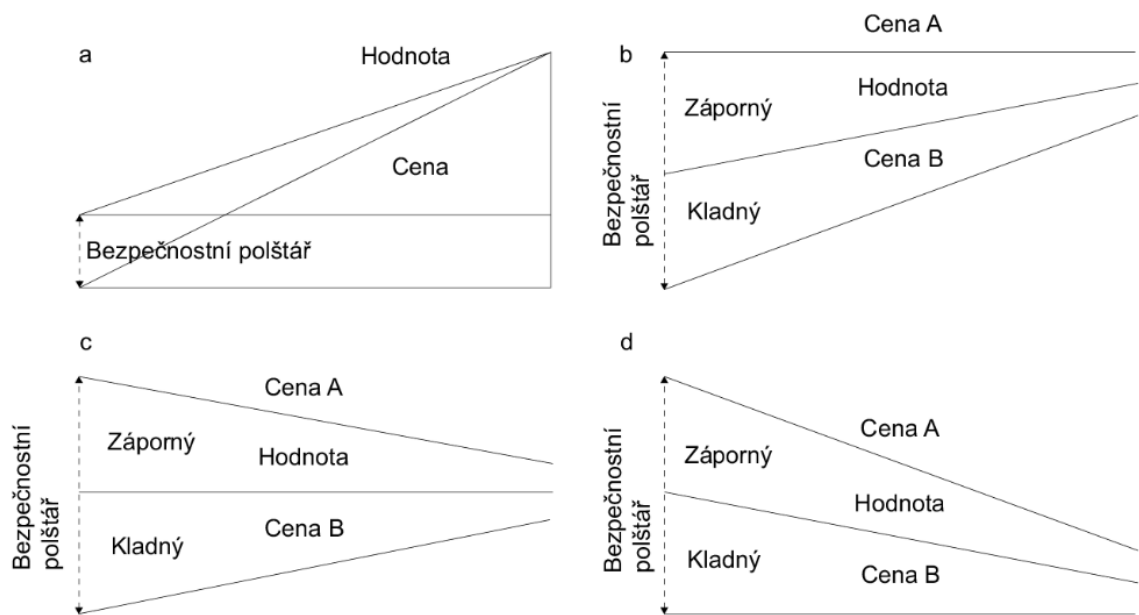 a
Hodnota
Cena
Bezpečnostní polštář
b
Cena A
Hodnota
Záporný
Cena B
Kladný
Bezpečnostní
polštář
c
Cena A
Záporný
Hodnota
Cena B
Kladný
Bezpečnostní
polštář
d
Cena A
Záporný
Hodnota
Kladný
Cena B
Bezpečnostní
polštář